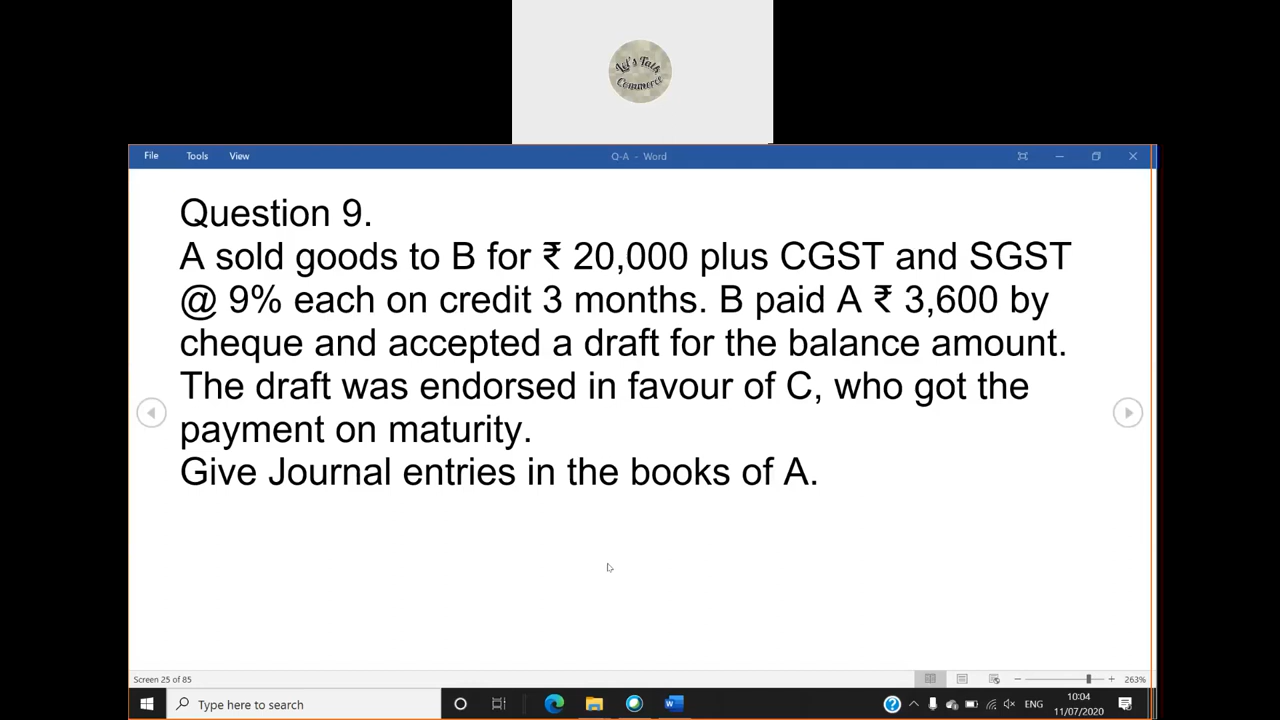 Let's Talk
Commerce
File Tools View Q-A - Word
Question 9.
A sold goods to B for ₹ 20,000 plus CGST and SGST
@ 9% each on credit 3 months. B paid A ₹ 3,600 by
cheque and accepted a draft for the balance amount.
The draft was endorsed in favour of C, who got the
payment on maturity.
Give Journal entries in the books of A.
Screen 25 of 85 263%
Type here to search ENG 10:04
11/07/2020